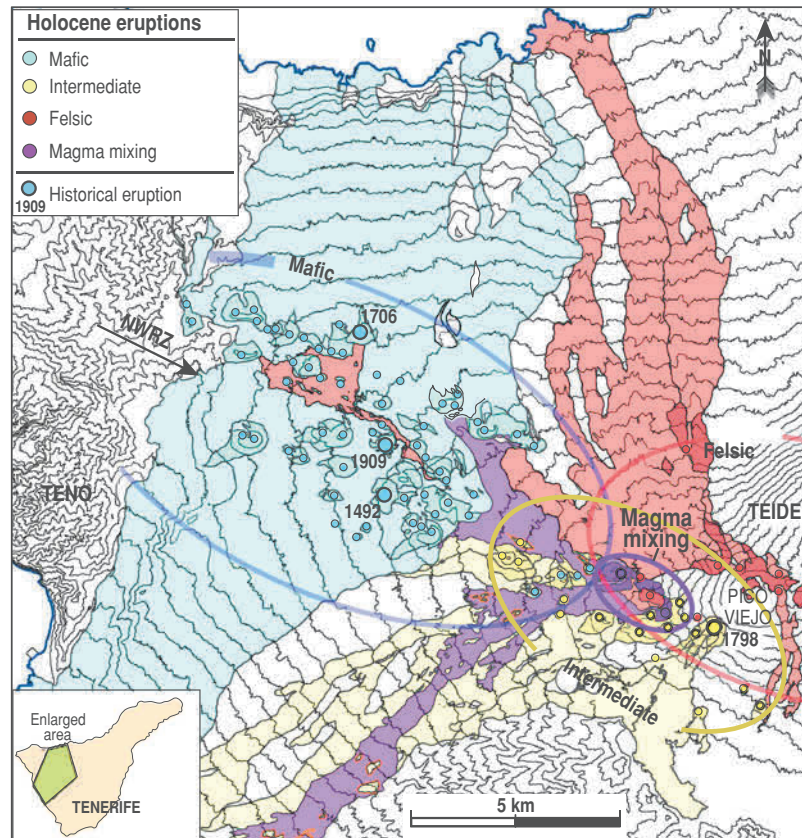 Holocene eruptions
Mafic
Intermediate
Felsic
Magma mixing
Historical eruption
1909
N
Mafic
1706
NWRZ
1909
TENO
1492
Felsic
TEIDE
Magma
mixing
PICO
VIEJO
1798
Intermediate
Enlarged
area
TENERIFE
5 km